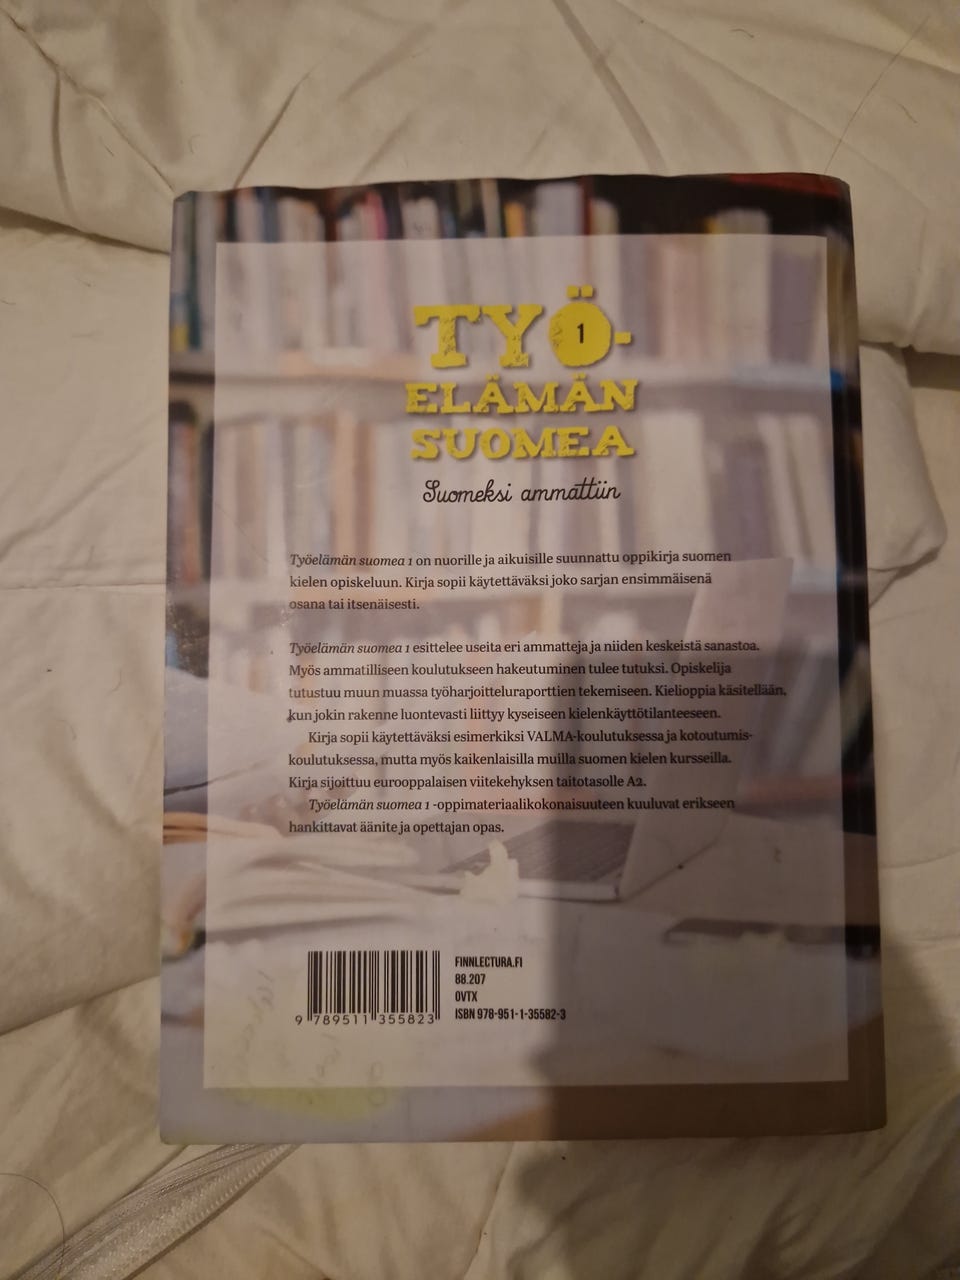 TYÖ-
1
ELÄMÄN
SUOMEA
Suomeksi ammattiin
Työelämän suomea 1 on nuorille ja aikuisille suunnattu oppikirja suomen
kielen opiskeluun. Kirja sopii käytettäväksi joko sarjan ensimmäisenä
osana tai itsenäisesti.
Työelämän suomea 1 esittelee useita eri ammatteja ja niiden keskeistä sanastoa.
Myös ammatilliseen koulutukseen hakeutuminen tulee tutuksi. Opiskelija
tutustuu muun muassa työharjoitteluraporttien tekemiseen. Kielioppia käsitellään,
kun jokin rakenne luontevasti liittyy kyseiseen kielenkäyttötilanteeseen.
Kirja sopii käytettäväksi esimerkiksi VALMA-koulutuksessa ja kotoutumis-
koulutuksessa, mutta myös kaikenlaisilla muilla suomen kielen kursseilla.
Kirja sijoittuu eurooppalaisen viitekehyksen taitotasolle A2.
Työelämän suomea 1 -oppimateriaalikokonaisuuteen kuuluvat erikseen
hankittavat äänite ja opettajan opas.
FINNLECTURA.FI
88.207
OVTX
ISBN 978-951-1-35582-3
9 789511 355823